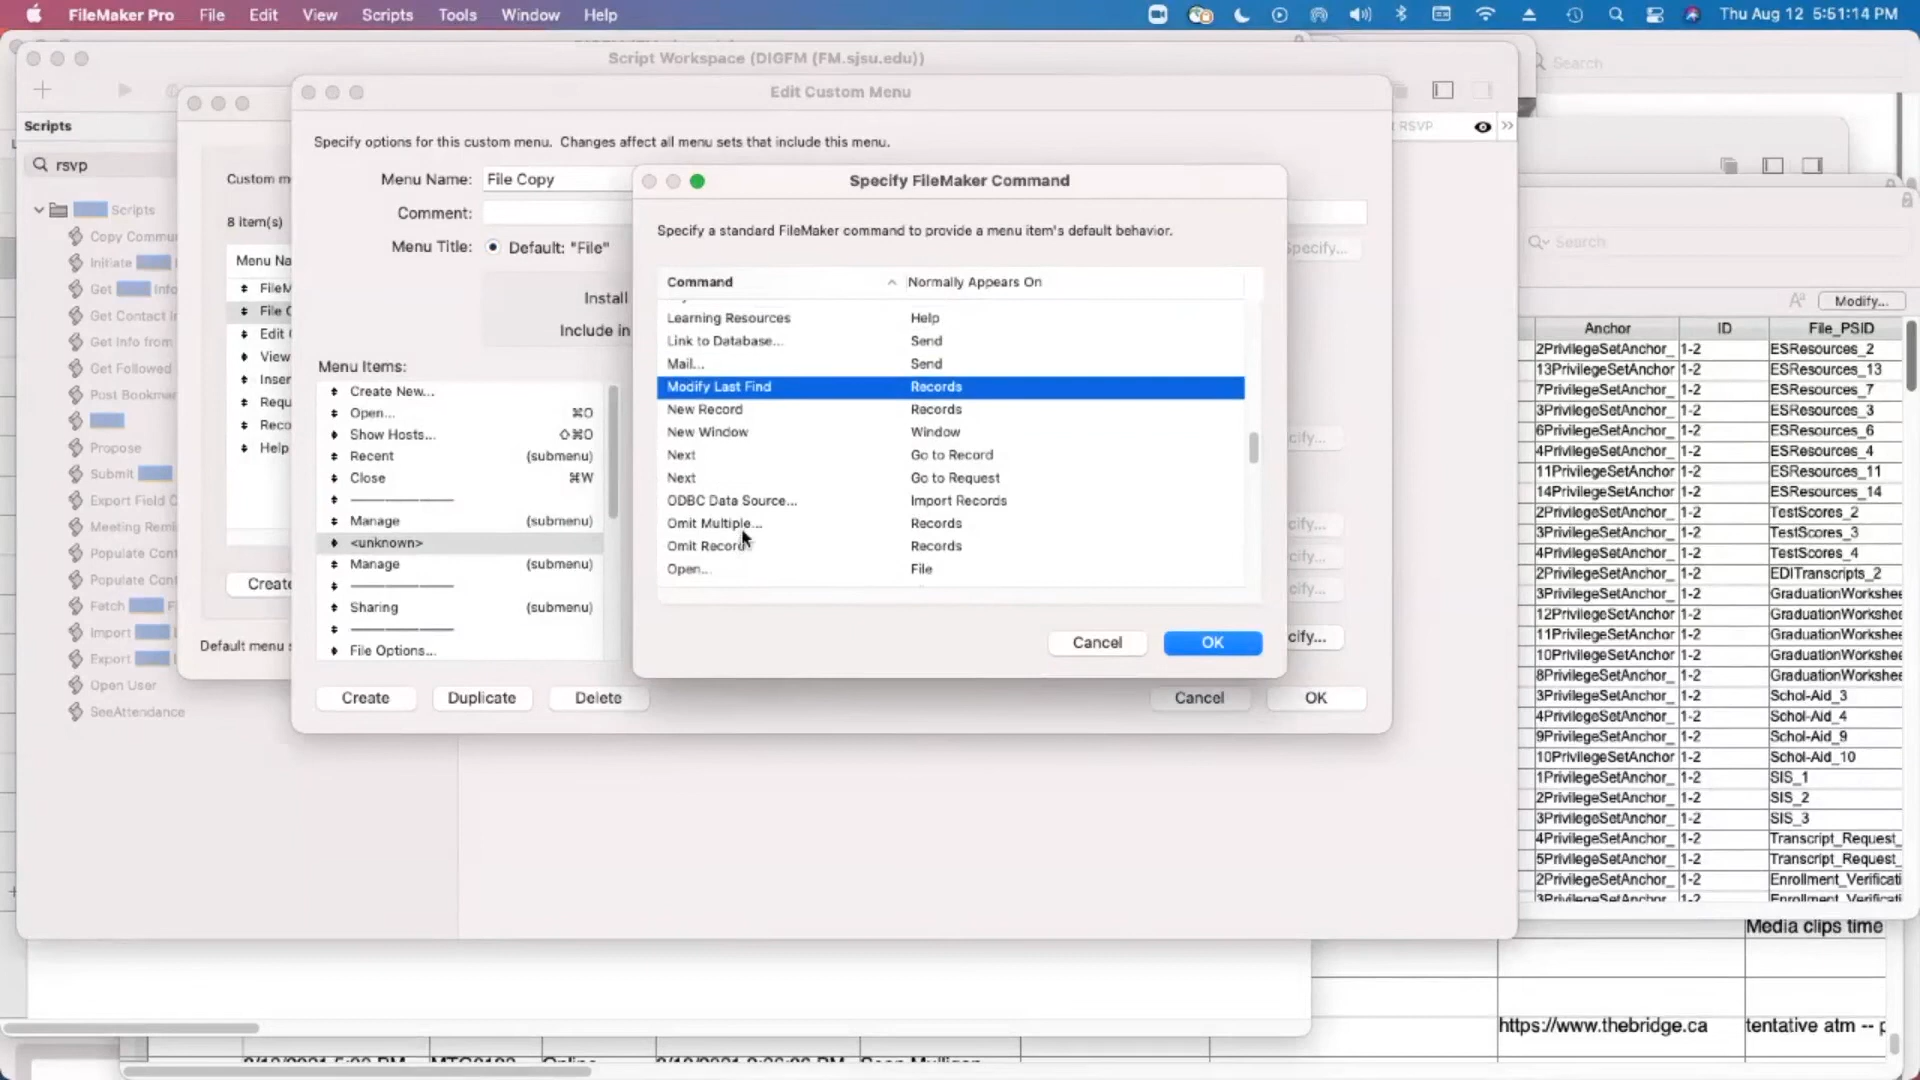 FileMaker Pro File Edit View Scripts Tools Window Help Thu Aug 12 5:51:14 PM
Script Workspace (DIGFM (FM.sjsu.edu))
Search
Edit Custom Menu
Scripts
RSVP
rsvp
Specify options for this custom menu. Changes affect all menu sets that include this menu.
Custom m
Menu Name: File Copy
Comment:
Menu Title: Default: "File"
Specify...
8 item(s)
Install
Include in
Menu Na
FileM
File C
Edit C
View
Inser
Requ
Reco
Help
Create
Default menu s
Scripts
Copy Commu
Initiate
Get Info
Get Contact I
Get Info from
Get Followed
Post Bookmar
Propose
Submit
Export Field C
Meeting Remi
Populate Cont
Populate Cont
Fetch F
Import L
Export
Open User
SeeAttendance
Menu Items:
Create New...
Open... ⌘O
Show Hosts... ⇧⌘O
Recent (submenu)
Close ⌘W
Manage (submenu)
<unknown>
Manage (submenu)
Sharing (submenu)
File Options...
Create Duplicate Delete Cancel OK
Specify FileMaker Command
Specify a standard FileMaker command to provide a menu item's default behavior.
Command Normally Appears On
Learning Resources Help
Link to Database... Send
Mail... Send
Modify Last Find Records
New Record Records
New Window Window
Next Go to Record
Next Go to Request
ODBC Data Source... Import Records
Omit Multiple... Records
Omit Record Records
Open... File
Cancel OK
cify...
cify...
cify...
cify...
cify...
Search
Modify...
Anchor ID File_PSID
2PrivilegeSetAnchor_ 1-2 ESResources_2
13PrivilegeSetAnchor_ 1-2 ESResources_13
7PrivilegeSetAnchor_ 1-2 ESResources_7
3PrivilegeSetAnchor_ 1-2 ESResources_3
6PrivilegeSetAnchor_ 1-2 ESResources_6
4PrivilegeSetAnchor_ 1-2 ESResources_4
11PrivilegeSetAnchor 1-2 ESResources_11
14PrivilegeSetAnchor 1-2 ESResources_14
2PrivilegeSetAnchor_ 1-2 TestScores_2
3PrivilegeSetAnchor_ 1-2 TestScores_3
4PrivilegeSetAnchor_ 1-2 TestScores_4
2PrivilegeSetAnchor_ 1-2 EDITranscripts_2
3PrivilegeSetAnchor_ 1-2 GraduationWorkshee
12PrivilegeSetAnchor 1-2 GraduationWorkshee
11PrivilegeSetAnchor 1-2 GraduationWorkshee
10PrivilegeSetAnchor 1-2 GraduationWorkshee
8PrivilegeSetAnchor_ 1-2 GraduationWorkshee
3PrivilegeSetAnchor_ 1-2 Schol-Aid_3
4PrivilegeSetAnchor_ 1-2 Schol-Aid_4
9PrivilegeSetAnchor_ 1-2 Schol-Aid_9
10PrivilegeSetAnchor 1-2 Schol-Aid_10
1PrivilegeSetAnchor_ 1-2 SIS_1
2PrivilegeSetAnchor_ 1-2 SIS_2
3PrivilegeSetAnchor_ 1-2 SIS_3
4PrivilegeSetAnchor_ 1-2 Transcript_Request_
5PrivilegeSetAnchor_ 1-2 Transcript_Request_
2PrivilegeSetAnchor_ 1-2 Enrollment_Verificati
3PrivilegeSetAnchor_ 1-2 Enrollment_Verificati
Media clips time
https://www.thebridge.ca tentative atm -- p